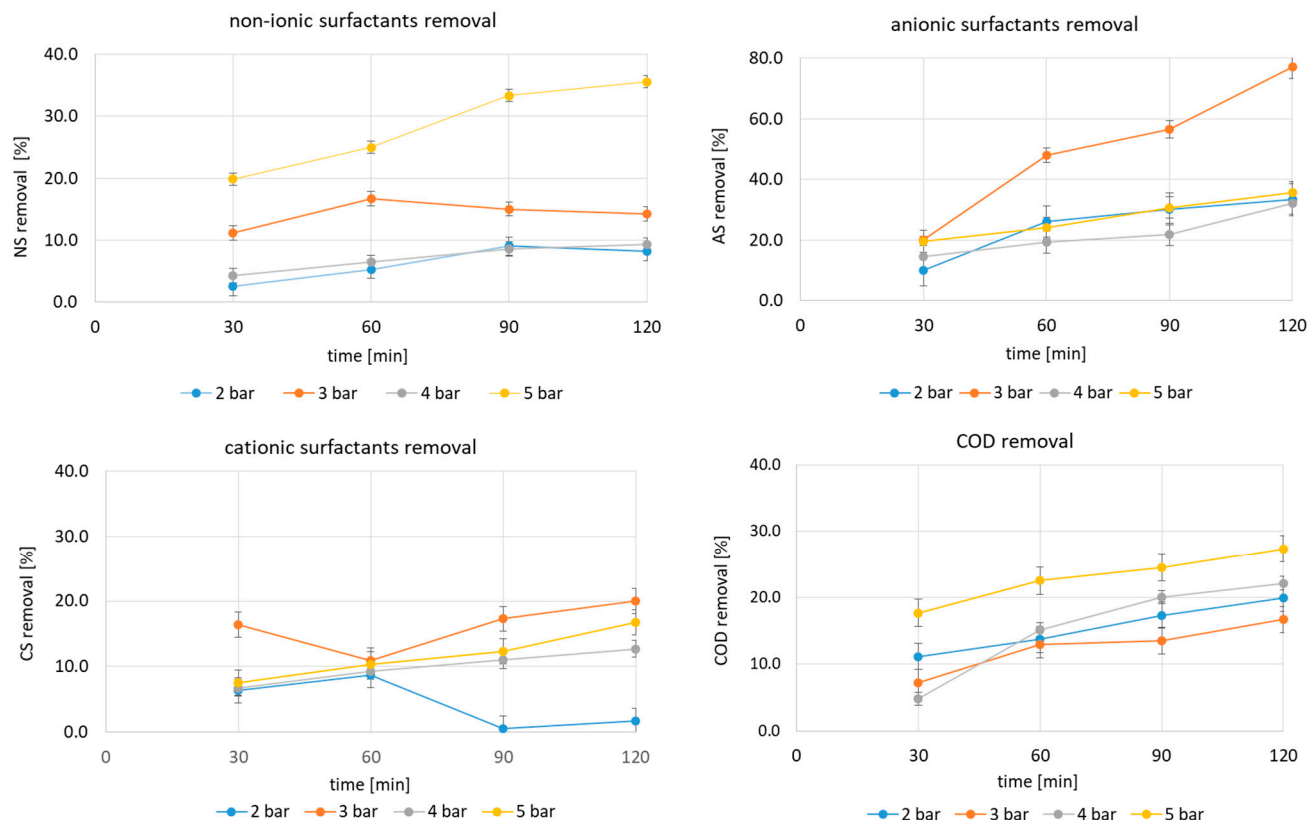 non-ionic surfactants removal
NS removal [%]
40.0
30.0
20.0
10.0
0.0
0 30 60 90 120
time [min]
2 bar 3 bar 4 bar 5 bar
anionic surfactants removal
AS removal [%]
80.0
60.0
40.0
20.0
0.0
0 30 60 90 120
time [min]
2 bar 3 bar 4 bar 5 bar
cationic surfactants removal
CS removal [%]
40.0
30.0
20.0
10.0
0.0
0 30 60 90 120
time [min]
2 bar 3 bar 4 bar 5 bar
COD removal
COD removal [%]
40.0
30.0
20.0
10.0
0.0
0 30 60 90 120
time [min]
2 bar 3 bar 4 bar 5 bar